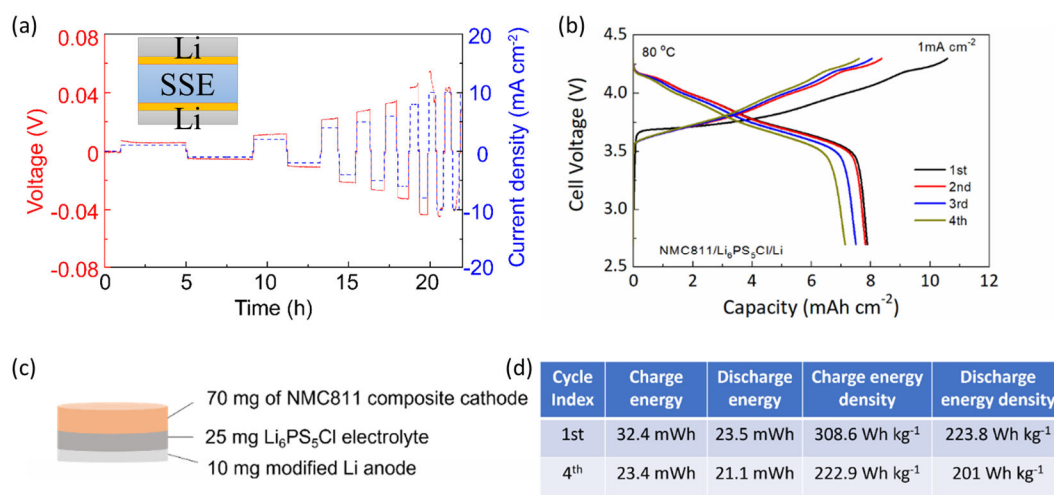 (a)
0.08
0.04
0
-0.04
-0.08
Voltage (V)
Li
SSE
Li
20
10
0
-10
-20
Current density (mA cm-2)
0 5 10 15 20
Time (h)
(b)
4.5
4.0
3.5
3.0
2.5
Cell Voltage (V)
80 °C
1mA cm-2
1st
2nd
3rd
4th
NMC811/Li6PS5Cl/Li
0 2 4 6 8 10 12
Capacity (mAh cm-2)
(c)
70 mg of NMC811 composite cathode
25 mg Li6PS5Cl electrolyte
10 mg modified Li anode
(d)
Cycle Index
Charge energy
Discharge energy
Charge energy density
Discharge energy density
1st 32.4 mWh 23.5 mWh 308.6 Wh kg-1 223.8 Wh kg-1
4th 23.4 mWh 21.1 mWh 222.9 Wh kg-1 201 Wh kg-1